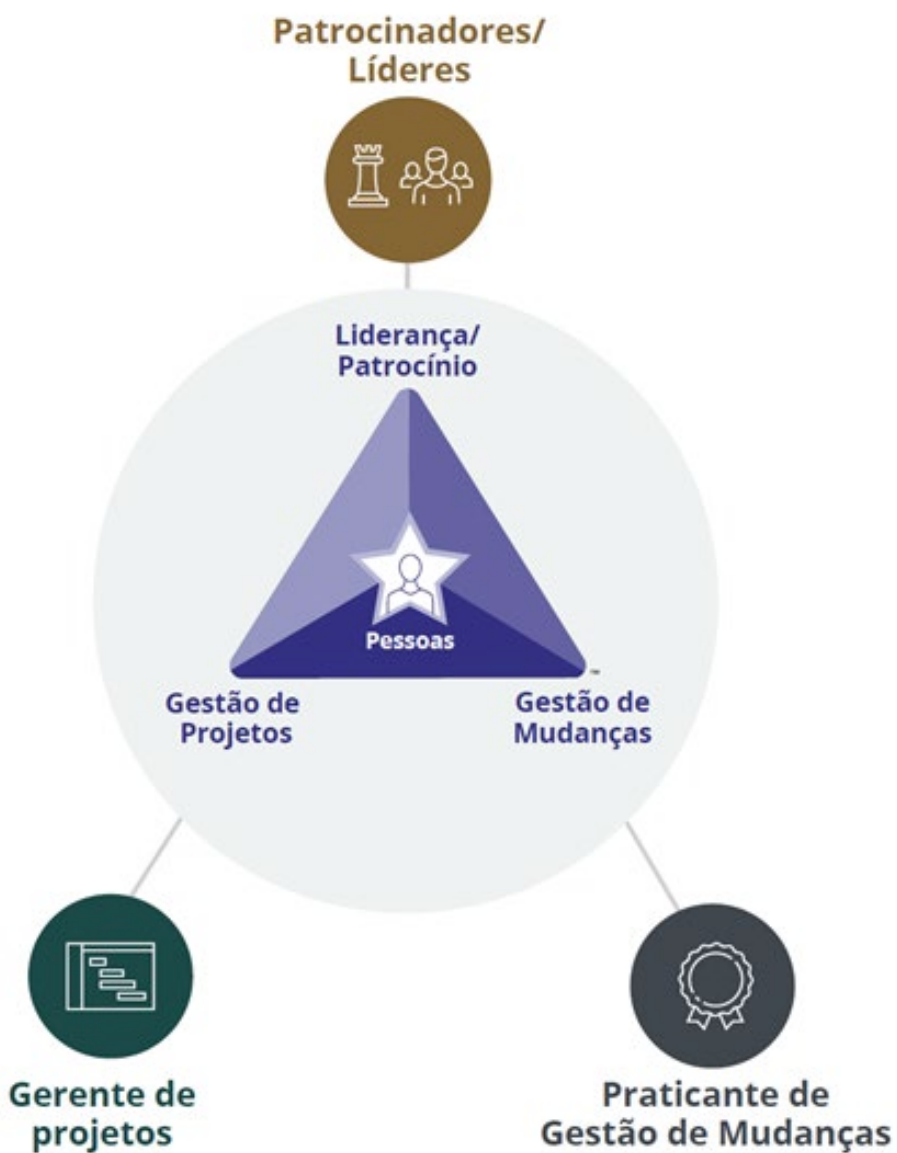 Patrocinadores/
Líderes
Liderança/
Patrocínio
Pessoas
™
Gestão de
Projetos
Gestão de
Mudanças
Gerente de
projetos
Praticante de
Gestão de Mudanças